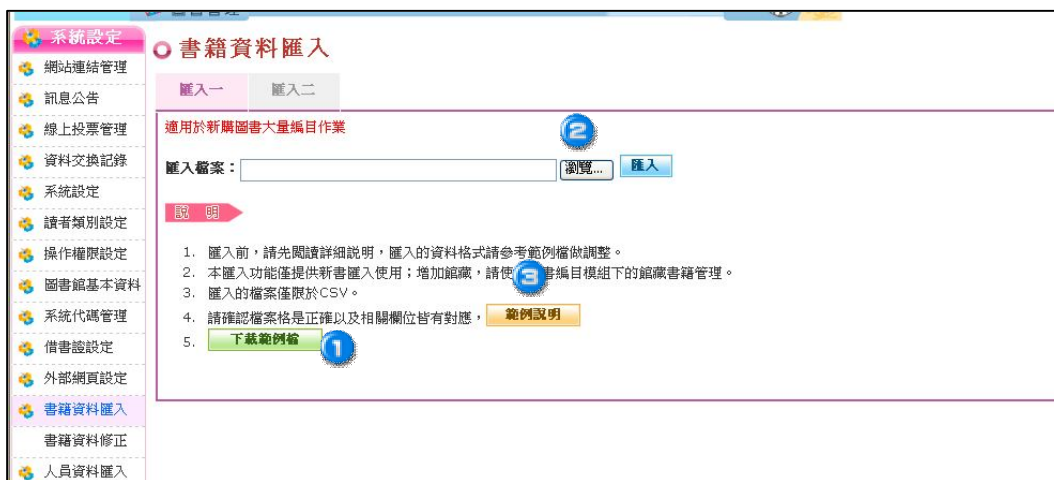 系統設定
網站連結管理
訊息公告
線上投票管理
資料交換記錄
系統設定
讀者類別設定
操作權限設定
圖書館基本資料
系統代碼管理
借書證設定
外部網頁設定
書籍資料匯入
書籍資料修正
人員資料匯入
書籍資料匯入
匯入一 匯入二
適用於新購圖書大量編目作業
2
匯入檔案： 瀏覽... 匯入
說 明
1. 匯入前，請先閱讀詳細說明，匯入的資料格式請參考範例檔做調整。
2. 本匯入功能僅提供新書匯入使用；增加館藏，請使 書編目模組下的館藏書籍管理。
3
3. 匯入的檔案僅限於CSV。
4. 請確認檔案格是正確以及相關欄位皆有對應， 範例說明
5. 下載範例檔
1